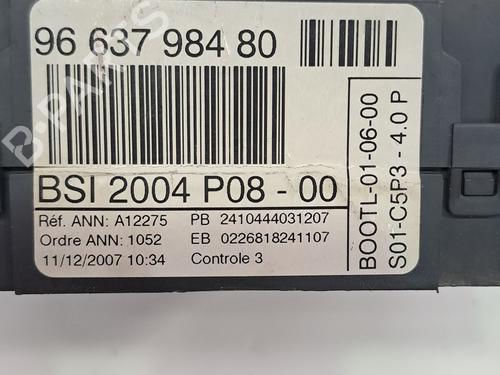 96 637 984 80
BSI 2004 P08 - 00
Réf. ANN: A12275 PB 2410444031207
Ordre ANN: 1052 EB 0226818241107
11/12/2007 10:34 Controle 3
BOOTL-01-06-00
S01-C5P3 - 4.0 P
B-PARTS